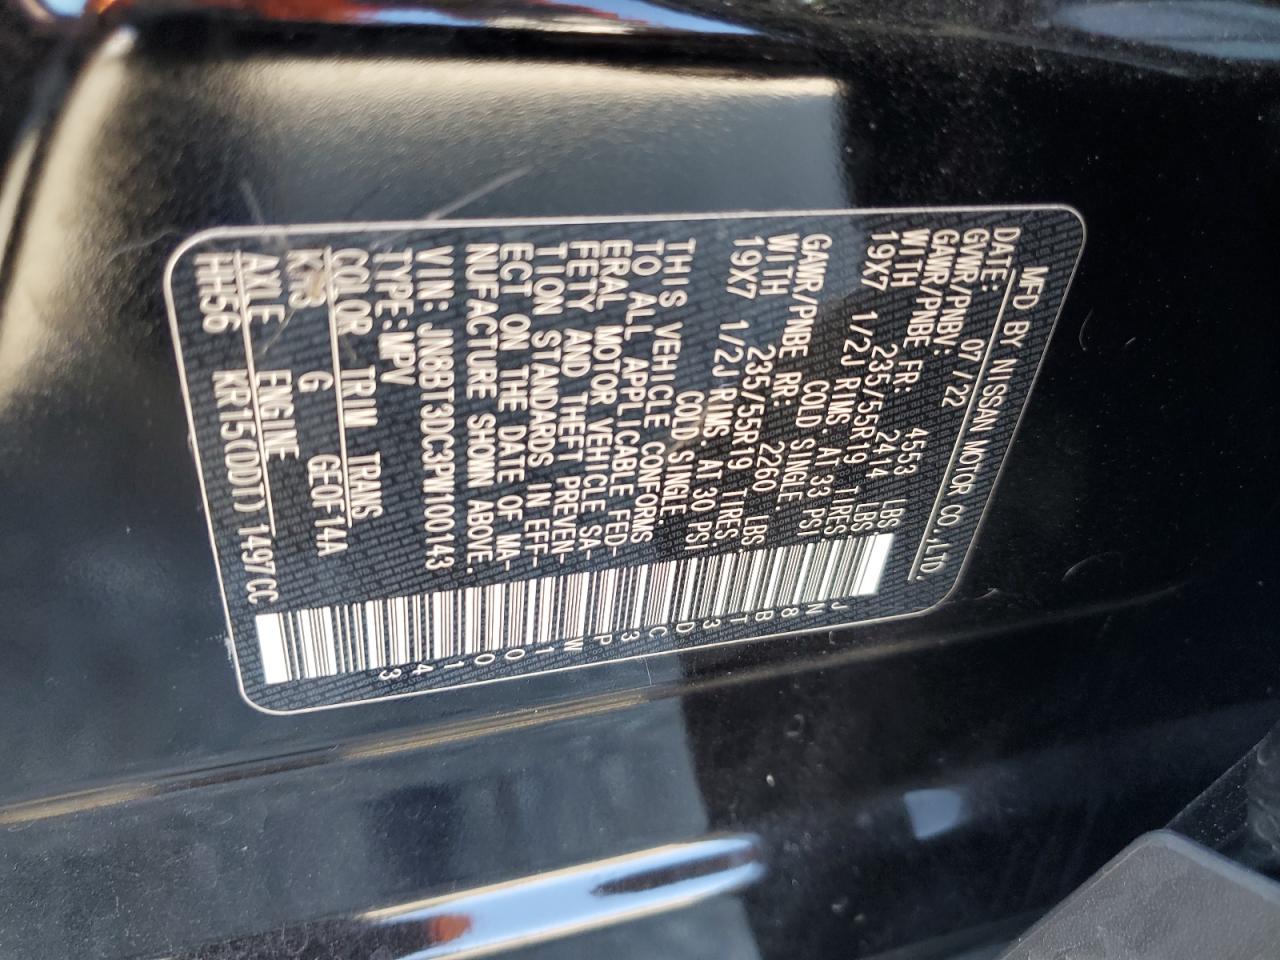 MFD BY NISSAN MOTOR CO.,LTD.
DATE: 07/22
GVWR/PNBV: 4553 LBS
GAWR/PNBE FR: 2414 LBS
WITH 235/55R19 TIRES
19X7 1/2J RIMS. AT 33 PSI
COLD SINGLE.
GAWR/PNBE RR: 2260 LBS
WITH 235/55R19 TIRES
19X7 1/2J RIMS. AT 30 PSI
COLD SINGLE.
THIS VEHICLE CONFORMS
TO ALL APPLICABLE FED-
ERAL MOTOR VEHICLE SA-
FETY AND THEFT PREVEN-
TION STANDARDS IN EFF-
ECT ON THE DATE OF MA-
NUFACTURE SHOWN ABOVE.
VIN: JN8BT3DC3PW100143
TYPE:MPV
COLOR TRIM TRANS
G GE0F14A
AXLE ENGINE
HH56 KR15(DDT) 1497CC
JN8BT3DC3PW100143